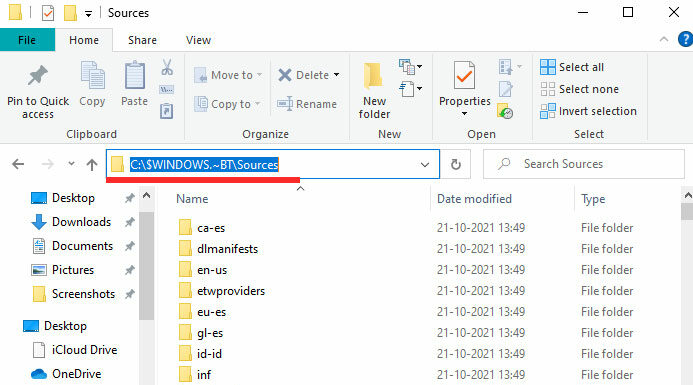 Sources
File Home Share View
Pin to Quick access
Copy
Paste
Clipboard
Move to
Copy to
Delete
Rename
Organize
New folder
New
Properties
Open
Select all
Select none
Invert selection
Select
C:\$WINDOWS.~BT\Sources
Search Sources
Desktop
Downloads
Documents
Pictures
Screenshots
Desktop
iCloud Drive
OneDrive
Name Date modified Type
ca-es 21-10-2021 13:49 File folder
dlmanifests 21-10-2021 13:49 File folder
en-us 21-10-2021 13:49 File folder
etwproviders 21-10-2021 13:49 File folder
eu-es 21-10-2021 13:49 File folder
gl-es 21-10-2021 13:49 File folder
id-id 21-10-2021 13:49 File folder
inf 21-10-2021 13:49 File folder